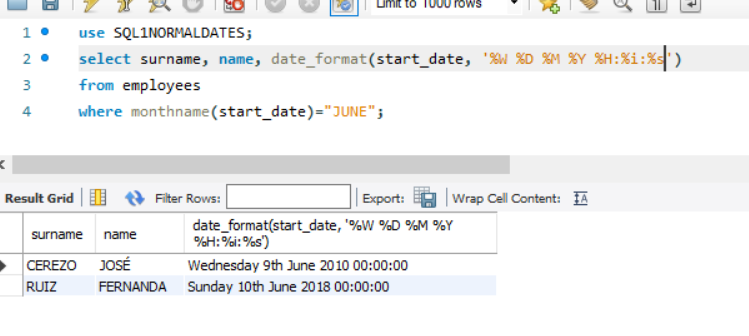 Limit to 1000 rows
1 use SQL1NORMALDATES;
2 select surname, name, date_format(start_date, '%W %D %M %Y %H:%i:%s')
3 from employees
4 where monthname(start_date)="JUNE";
Result Grid Filter Rows: Export: Wrap Cell Content: IA
surname name date_format(start_date, '%W %D %M %Y
%H:%i:%s')
CEREZO JOSÉ Wednesday 9th June 2010 00:00:00
RUIZ FERNANDA Sunday 10th June 2018 00:00:00